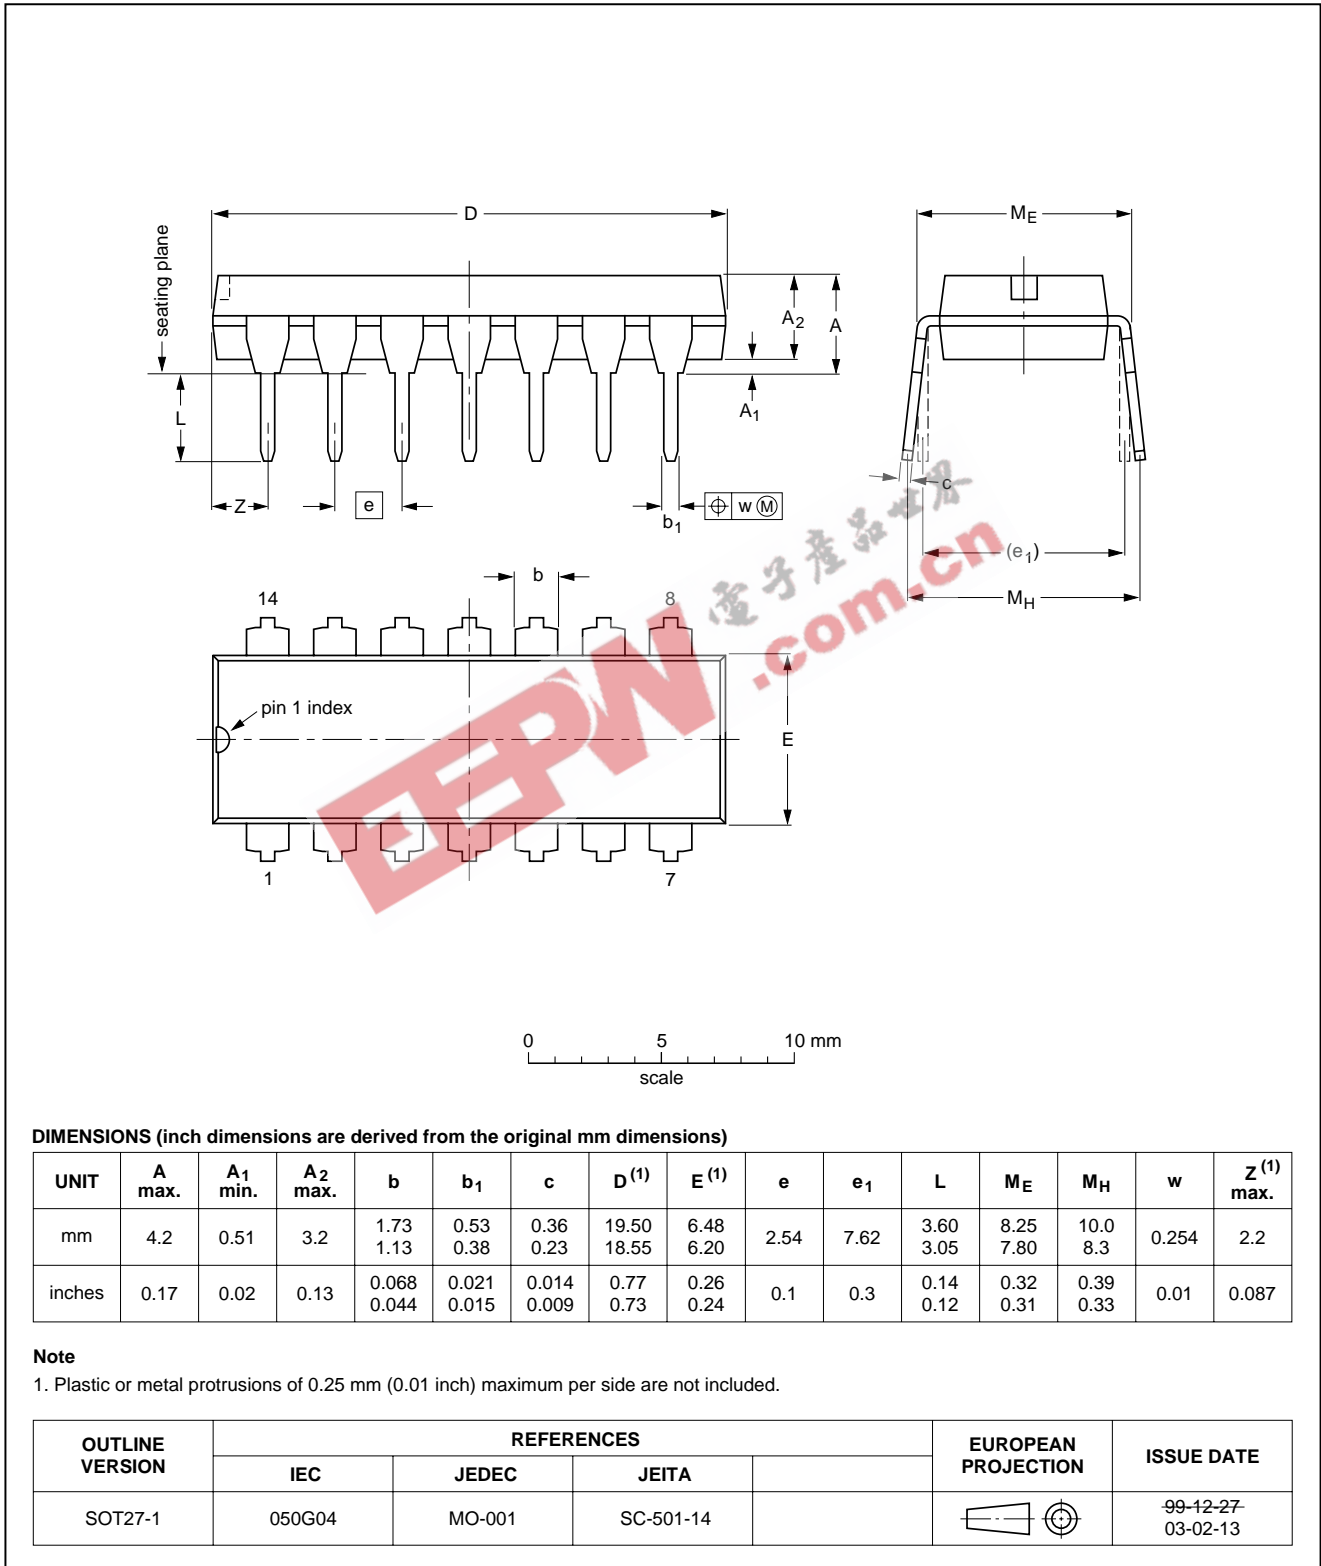 D
ME
seating plane
A2
A
A1
L
Z
e
b1
w M
c
(e1)
MH
b
14
8
pin 1 index
E
1
7
EEPW
.com.cn
電子產品世界
0
5
10 mm
scale
DIMENSIONS (inch dimensions are derived from the original mm dimensions)
UNIT A max. A1 min. A2 max. b b1 c D(1) E(1) e e1 L ME MH w Z(1) max.
mm 4.2 0.51 3.2 1.73 1.13 0.53 0.38 0.36 0.23 19.50 18.55 6.48 6.20 2.54 7.62 3.60 3.05 8.25 7.80 10.0 8.3 0.254 2.2
inches 0.17 0.02 0.13 0.068 0.044 0.021 0.015 0.014 0.009 0.77 0.73 0.26 0.24 0.1 0.3 0.14 0.12 0.32 0.31 0.39 0.33 0.01 0.087
Note
1. Plastic or metal protrusions of 0.25 mm (0.01 inch) maximum per side are not included.
OUTLINE VERSION
REFERENCES
EUROPEAN PROJECTION
ISSUE DATE
IEC JEDEC JEITA
SOT27-1 050G04 MO-001 SC-501-14
99-12-27
03-02-13